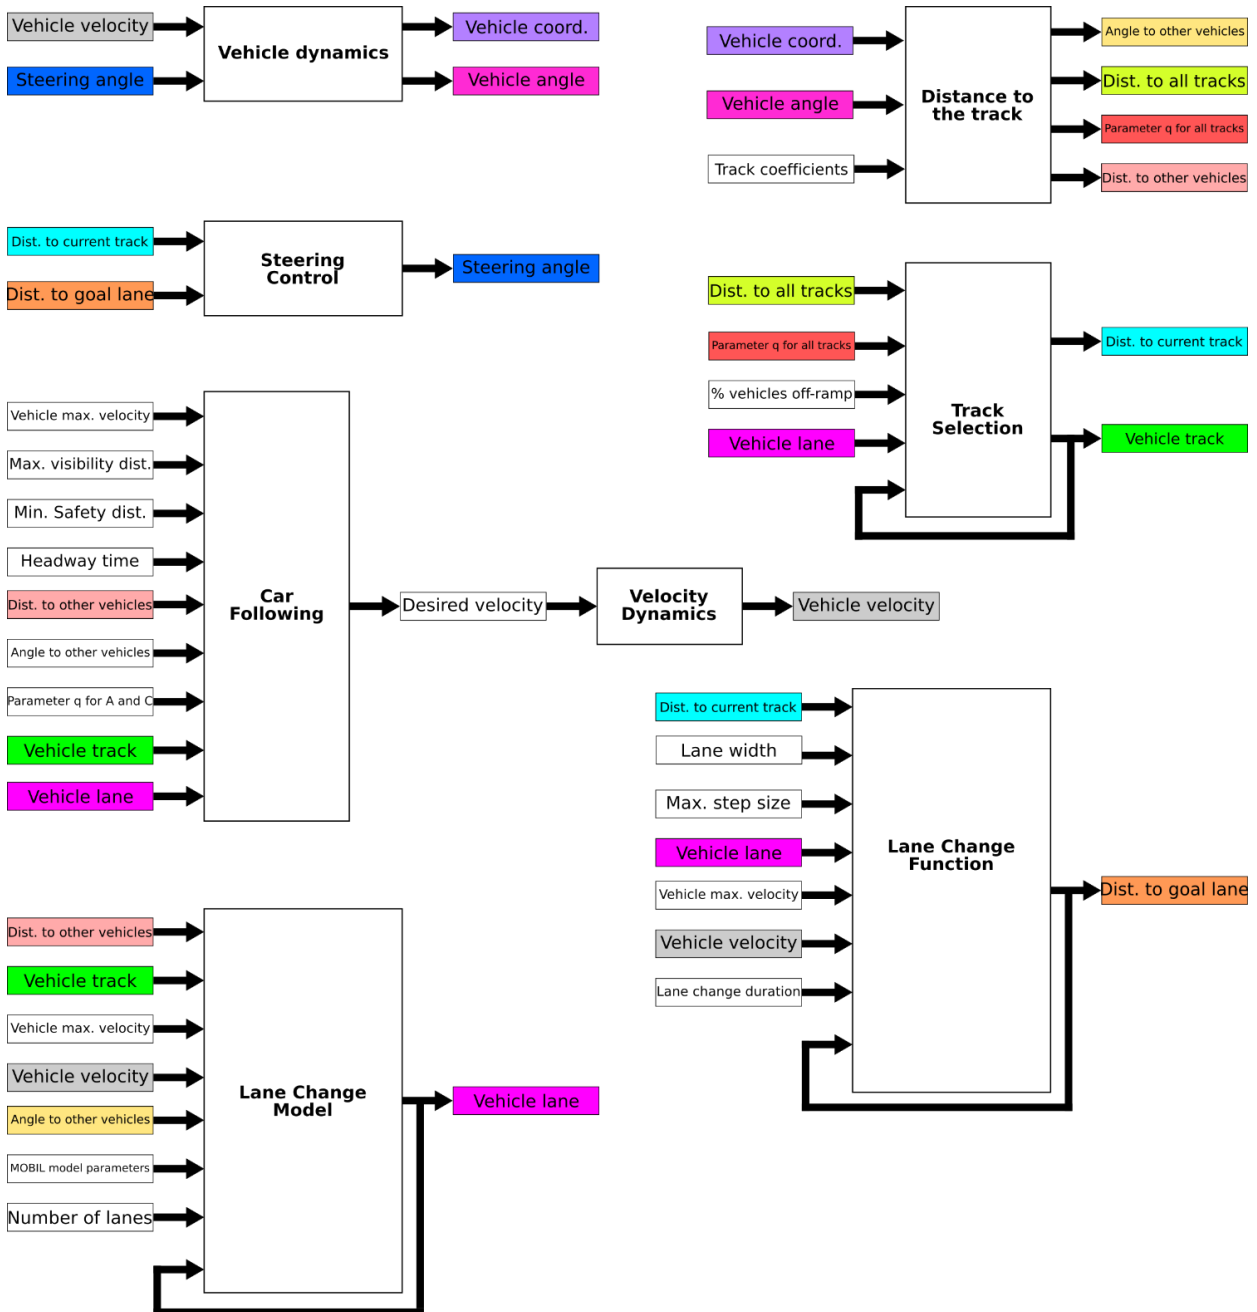 Vehicle velocity
Steering angle
Vehicle dynamics
Vehicle coord.
Vehicle angle
Vehicle coord.
Vehicle angle
Track coefficients
Distance to
the track
Angle to other vehicles
Dist. to all tracks
Parameter q for all tracks
Dist. to other vehicles
Dist. to current track
Dist. to goal lane
Steering
Control
Steering angle
Dist. to all tracks
Parameter q for all tracks
% vehicles off-ramp
Vehicle lane
Track
Selection
Dist. to current track
Vehicle track
Vehicle max. velocity
Max. visibility dist.
Min. Safety dist.
Headway time
Dist. to other vehicles
Angle to other vehicles
Parameter q for A and C
Vehicle track
Vehicle lane
Car
Following
Desired velocity
Velocity
Dynamics
Vehicle velocity
Dist. to current track
Lane width
Max. step size
Vehicle lane
Vehicle max. velocity
Vehicle velocity
Lane change duration
Lane Change
Function
Dist. to goal lane
Dist. to other vehicles
Vehicle track
Vehicle max. velocity
Vehicle velocity
Angle to other vehicles
MOBIL model parameters
Number of lanes
Lane Change
Model
Vehicle lane